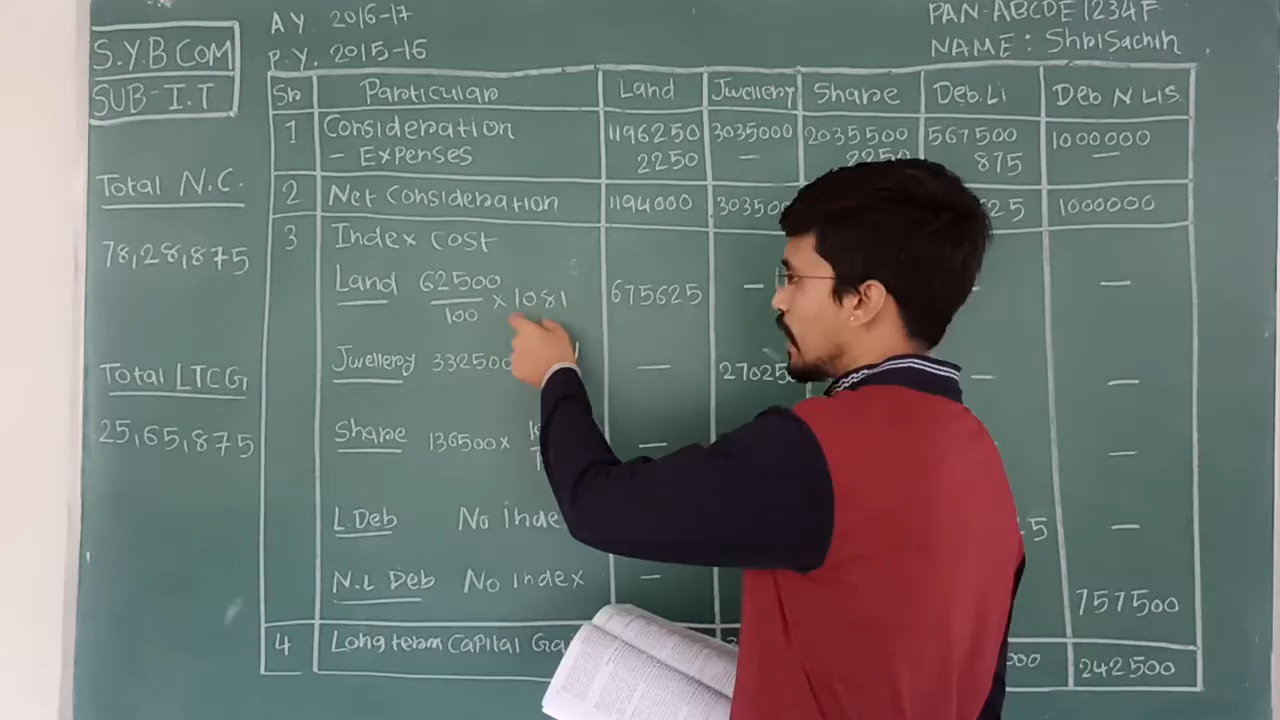 A.Y. 2016-17
P.Y. 2015-16
PAN-ABCDE1234F
NAME: ShriSachin
S.Y.B.COM
SUB-I.T
Total N.C.
78,28,875
Total LTCG
25,65,875
Sr Particular Land Jwellery Share Deb.Li Deb N Lis.
1 Consideration 1196250 3035000 2035500 567500 1000000
- Expenses 2250 — 2250 875 —
2 Net Consideration 1194000 1000000
3 Index cost
Land 62500/100 × 1081 675625 — — —
Jwellery 332500 — — —
Share 136500 × — —
L.Deb No —
N.L Deb No index — 757500
4 Long term Capital 242500